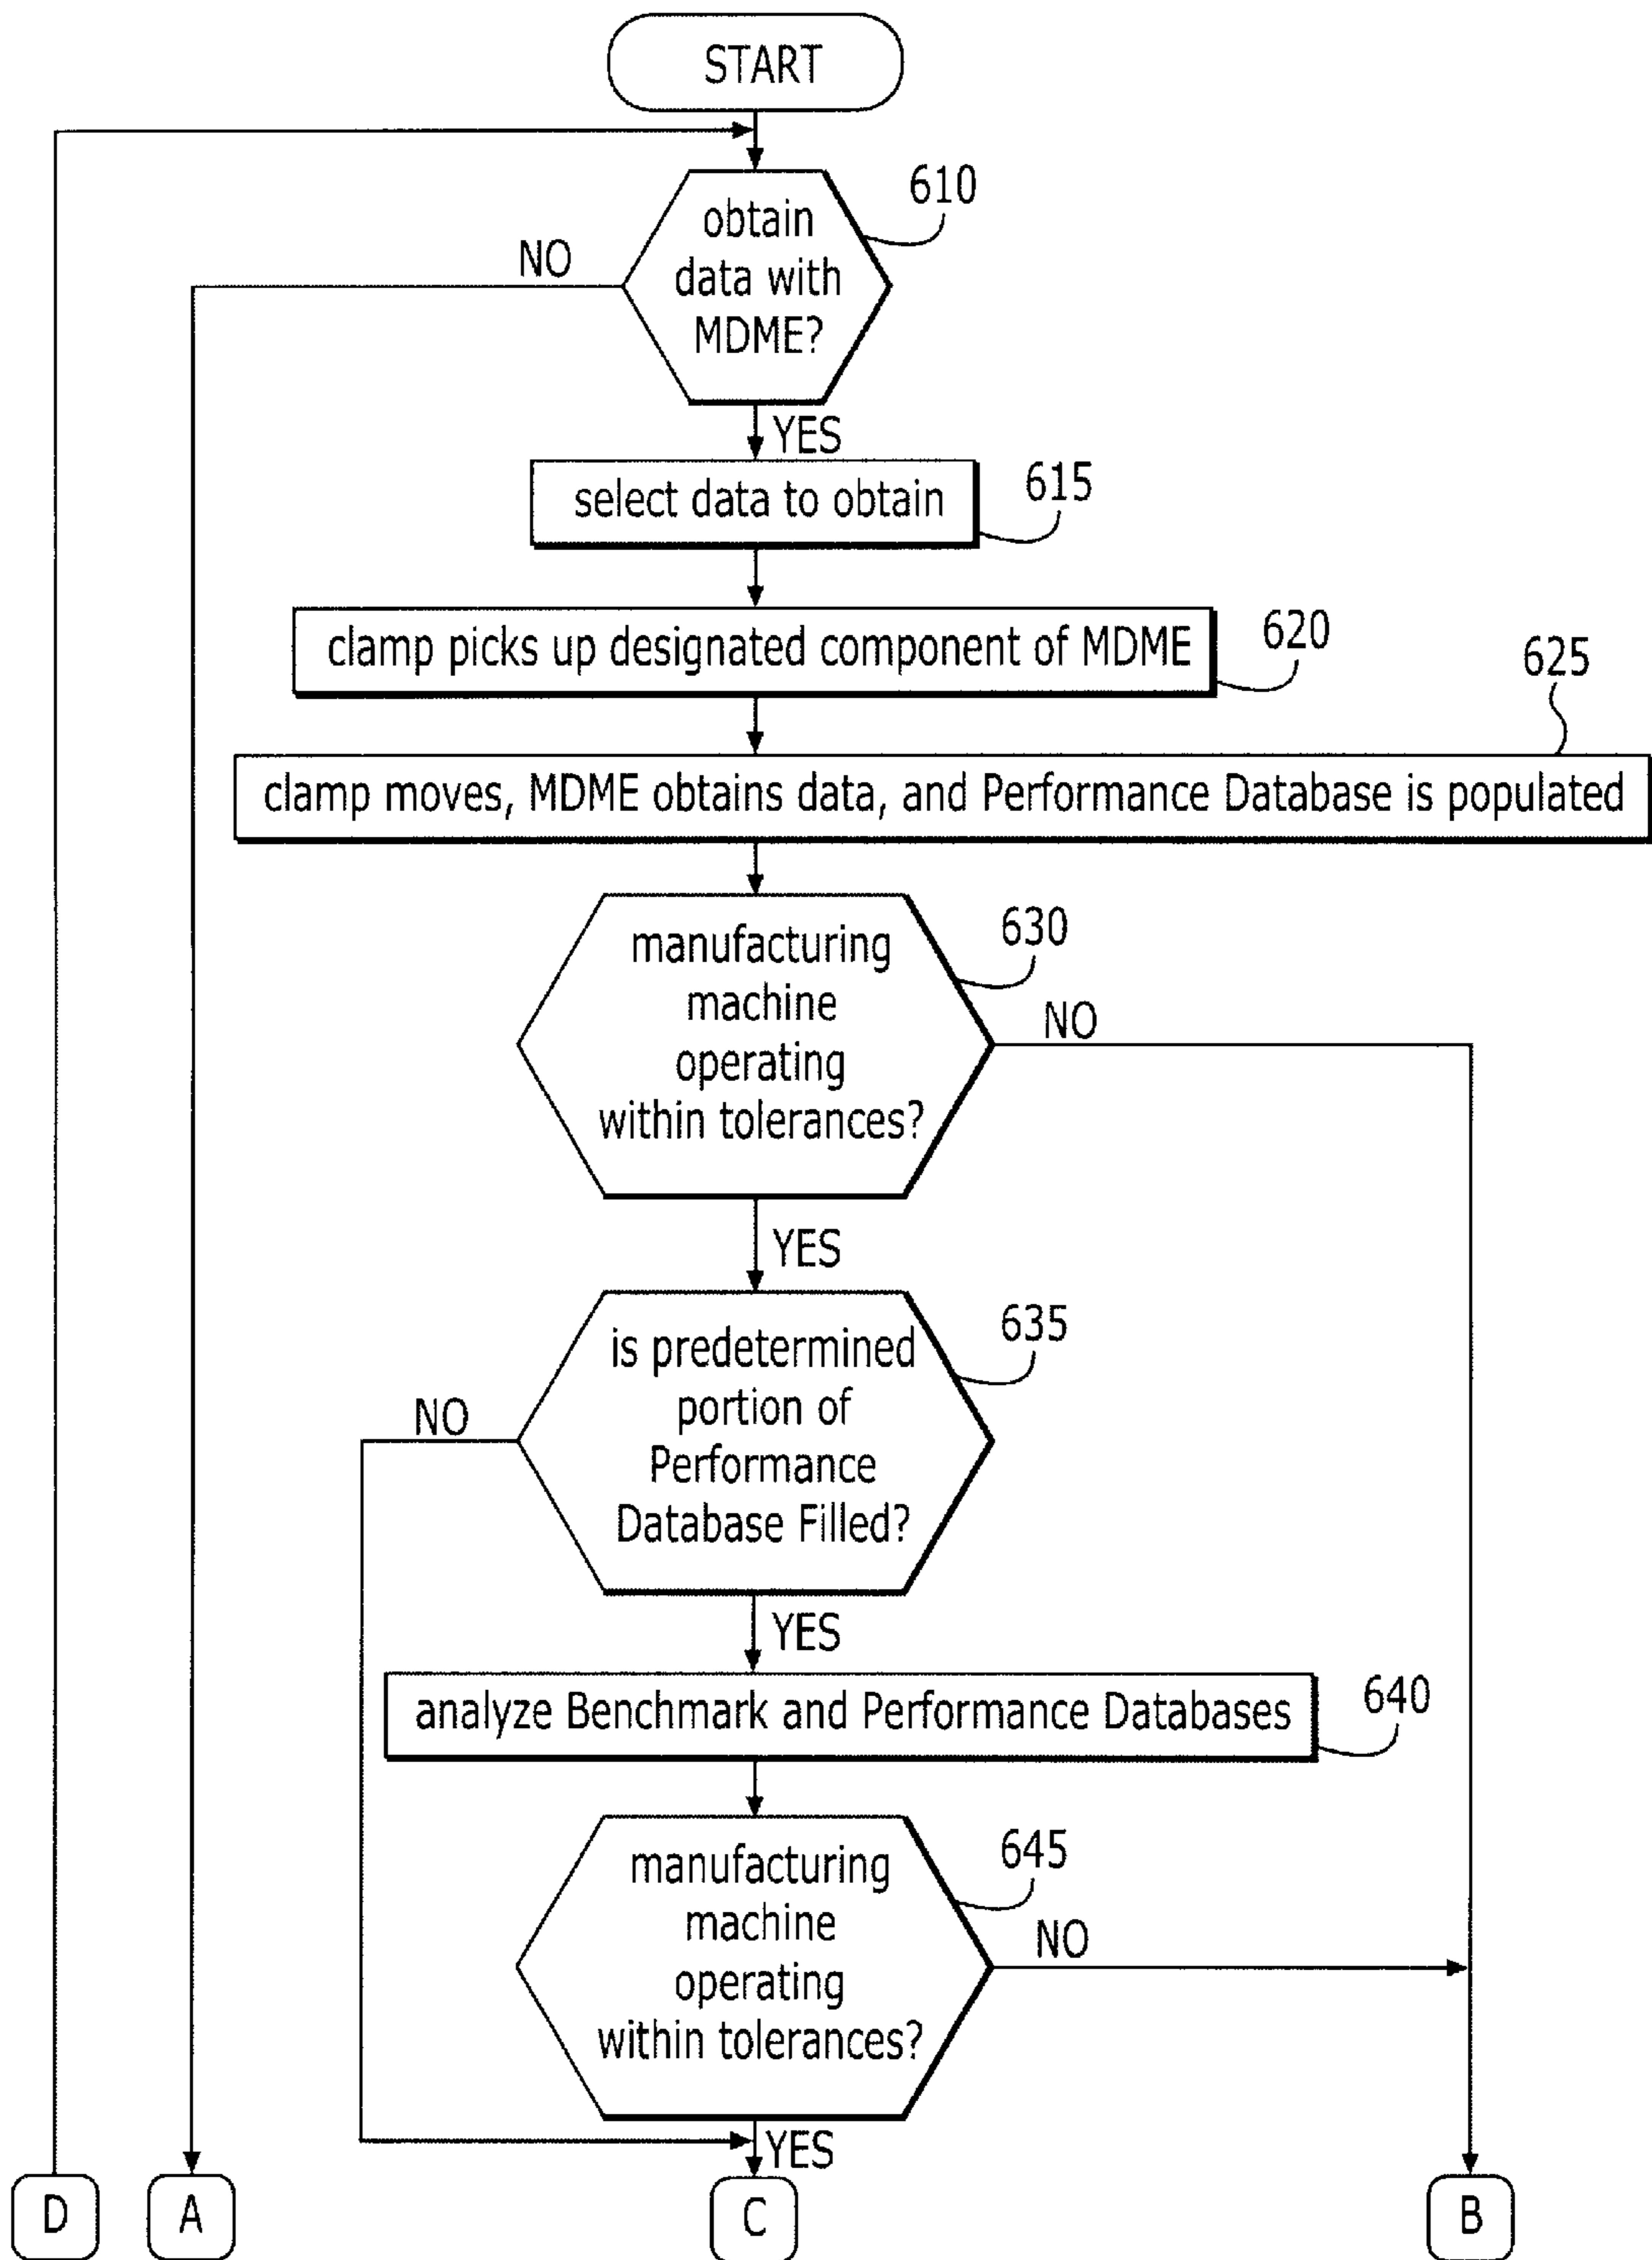 START
610
obtain
data with
MDME?
NO
YES
select data to obtain
615
clamp picks up designated component of MDME
620
625
clamp moves, MDME obtains data, and Performance Database is populated
630
manufacturing
machine
operating
within tolerances?
NO
YES
635
is predetermined
portion of
Performance
Database Filled?
NO
YES
analyze Benchmark and Performance Databases
640
645
manufacturing
machine
operating
within tolerances?
NO
YES
D
A
C
B